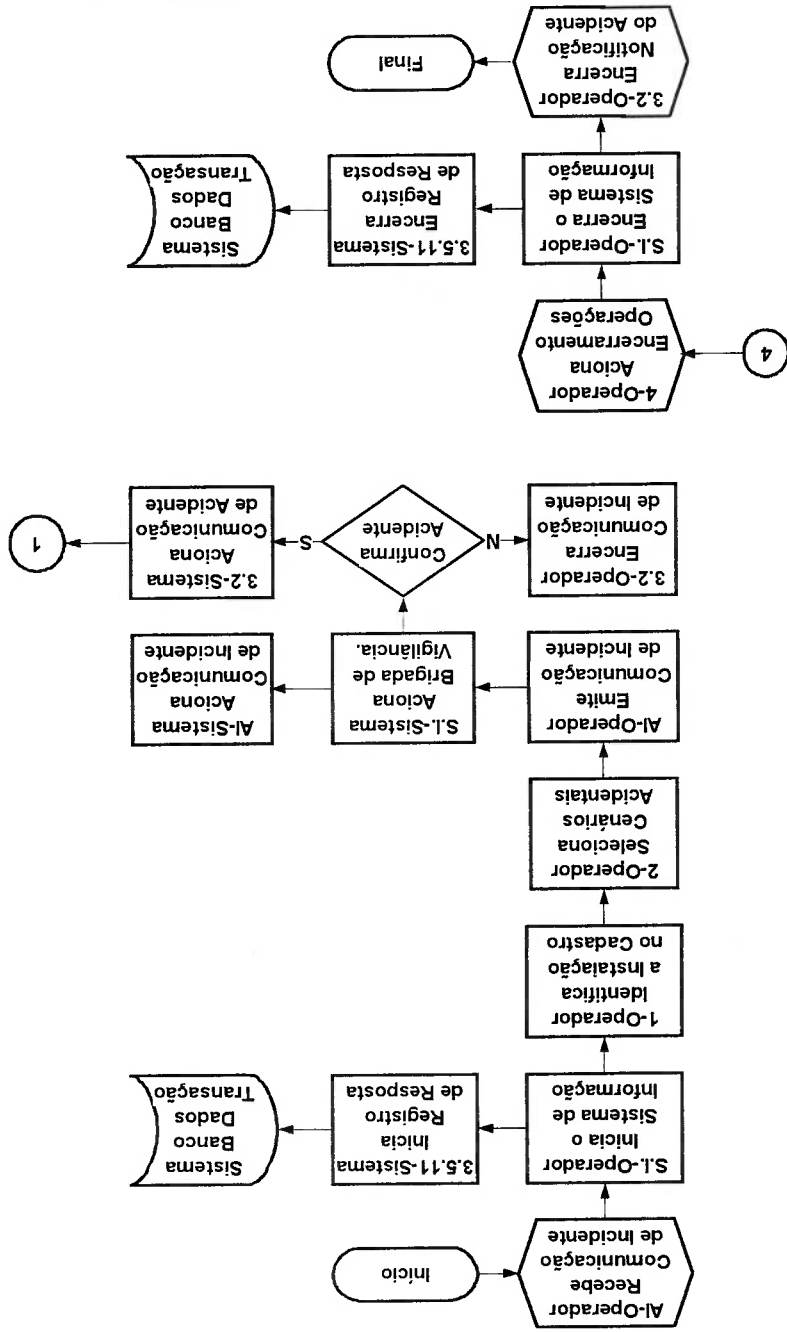 AI-Operador
Recebe
Comunicação
de Incidente
Início
S.I.-Operador
Inicia o
Sistema de
Informação
3.5.11-Sistema
Inicia
Registro
de Resposta
Sistema
Banco
Dados
Transação
1-Operador
Identifica
a Instalação
no Cadastro
2-Operador
Seleciona
Cenários
Acidentais
AI-Operador
Emite
Comunicação
de Incidente
S.I.-Sistema
Aciona
Brigada de
Vigilância.
AI-Sistema
Aciona
Comunicação
de Incidente
3.2-Operador
Encerra
Comunicação
de Incidente
N
Confirma
Acidente
S
3.2-Sistema
Aciona
Comunicação
de Acidente
1
4
4-Operador
Aciona
Encerramento
Operações
S.I.-Operador
Encerra o
Sistema de
Informação
3.5.11-Sistema
Encerra
Registro
de Resposta
Sistema
Banco
Dados
Transação
3.2-Operador
Encerra
Notificação
do Acidente
Final